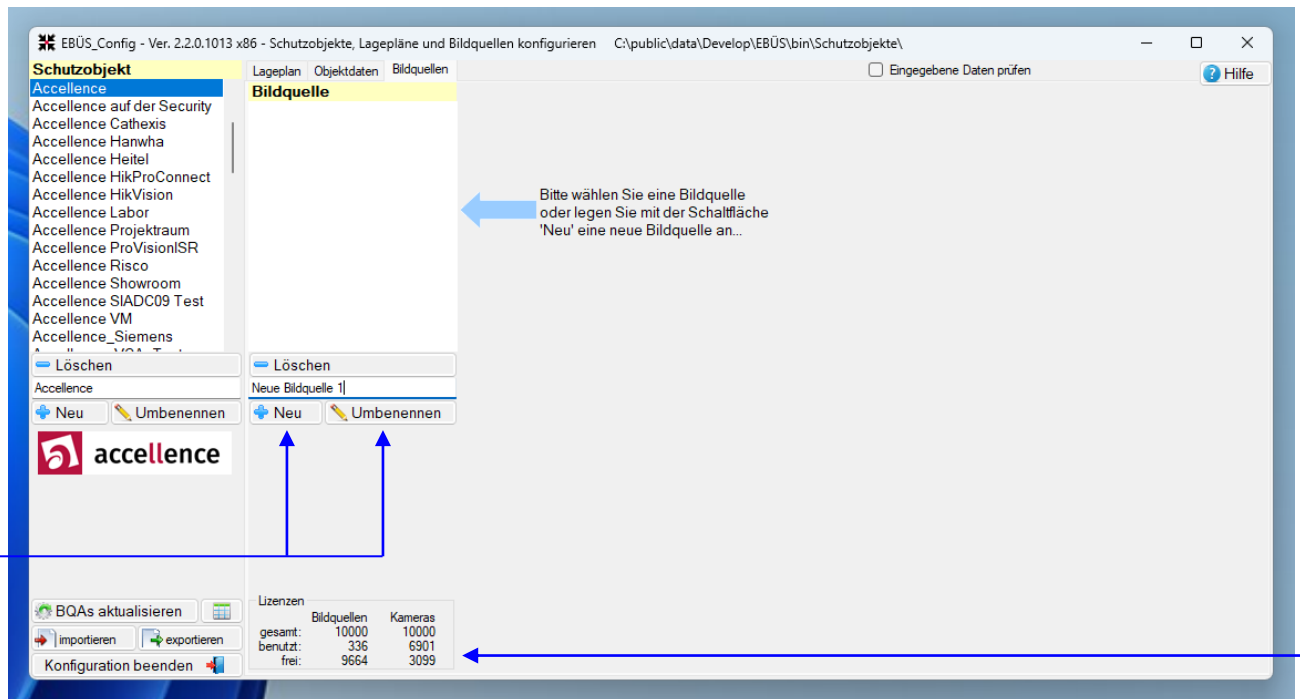 EBÜS_Config - Ver. 2.2.0.1013 x86 - Schutzobjekte, Lagepläne und Bildquellen konfigurieren C:\public\data\Develop\EBÜS\bin\Schutzobjekte\
Schutzobjekt
Lageplan Objektdaten Bildquellen
Eingegebene Daten prüfen
Hilfe
Accellence
Accellence auf der Security
Accellence Cathexis
Accellence Hanwha
Accellence Heitel
Accellence HikProConnect
Accellence HikVision
Accellence Labor
Accellence Projektraum
Accellence ProVisionISR
Accellence Risco
Accellence Showroom
Accellence SIADC09 Test
Accellence VM
Accellence_Siemens
Löschen
Accellence
Neu Umbenennen
accellence
BQAs aktualisieren
importieren exportieren
Konfiguration beenden
Bildquelle
Löschen
Neue Bildquelle 1
Neu Umbenennen
Bitte wählen Sie eine Bildquelle
oder legen Sie mit der Schaltfläche
'Neu' eine neue Bildquelle an...
Lizenzen
Bildquellen Kameras
gesamt: 10000 10000
benutzt: 336 6901
frei: 9664 3099